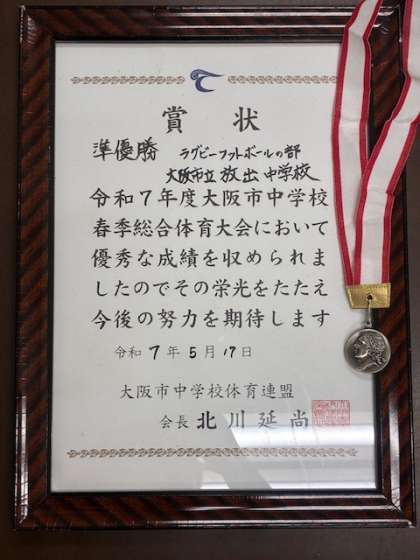 賞状
準優勝 ラグビーフットボールの部
大阪市立放出中学校
令和7年度大阪市中学校
春季総合体育大会において
優秀な成績を収められま
したのでその栄光をたたえ
今後の努力を期待します
令和7年5月17日
大阪市中学校体育連盟
会長 北川延尚